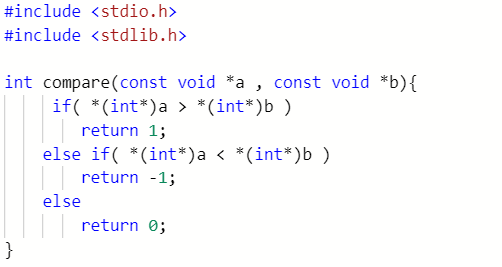 #include <stdio.h>
#include <stdlib.h>

int compare(const void *a , const void *b){
     if( *(int*)a > *(int*)b )
        return 1;
    else if( *(int*)a < *(int*)b )
        return -1;
    else
        return 0;
}